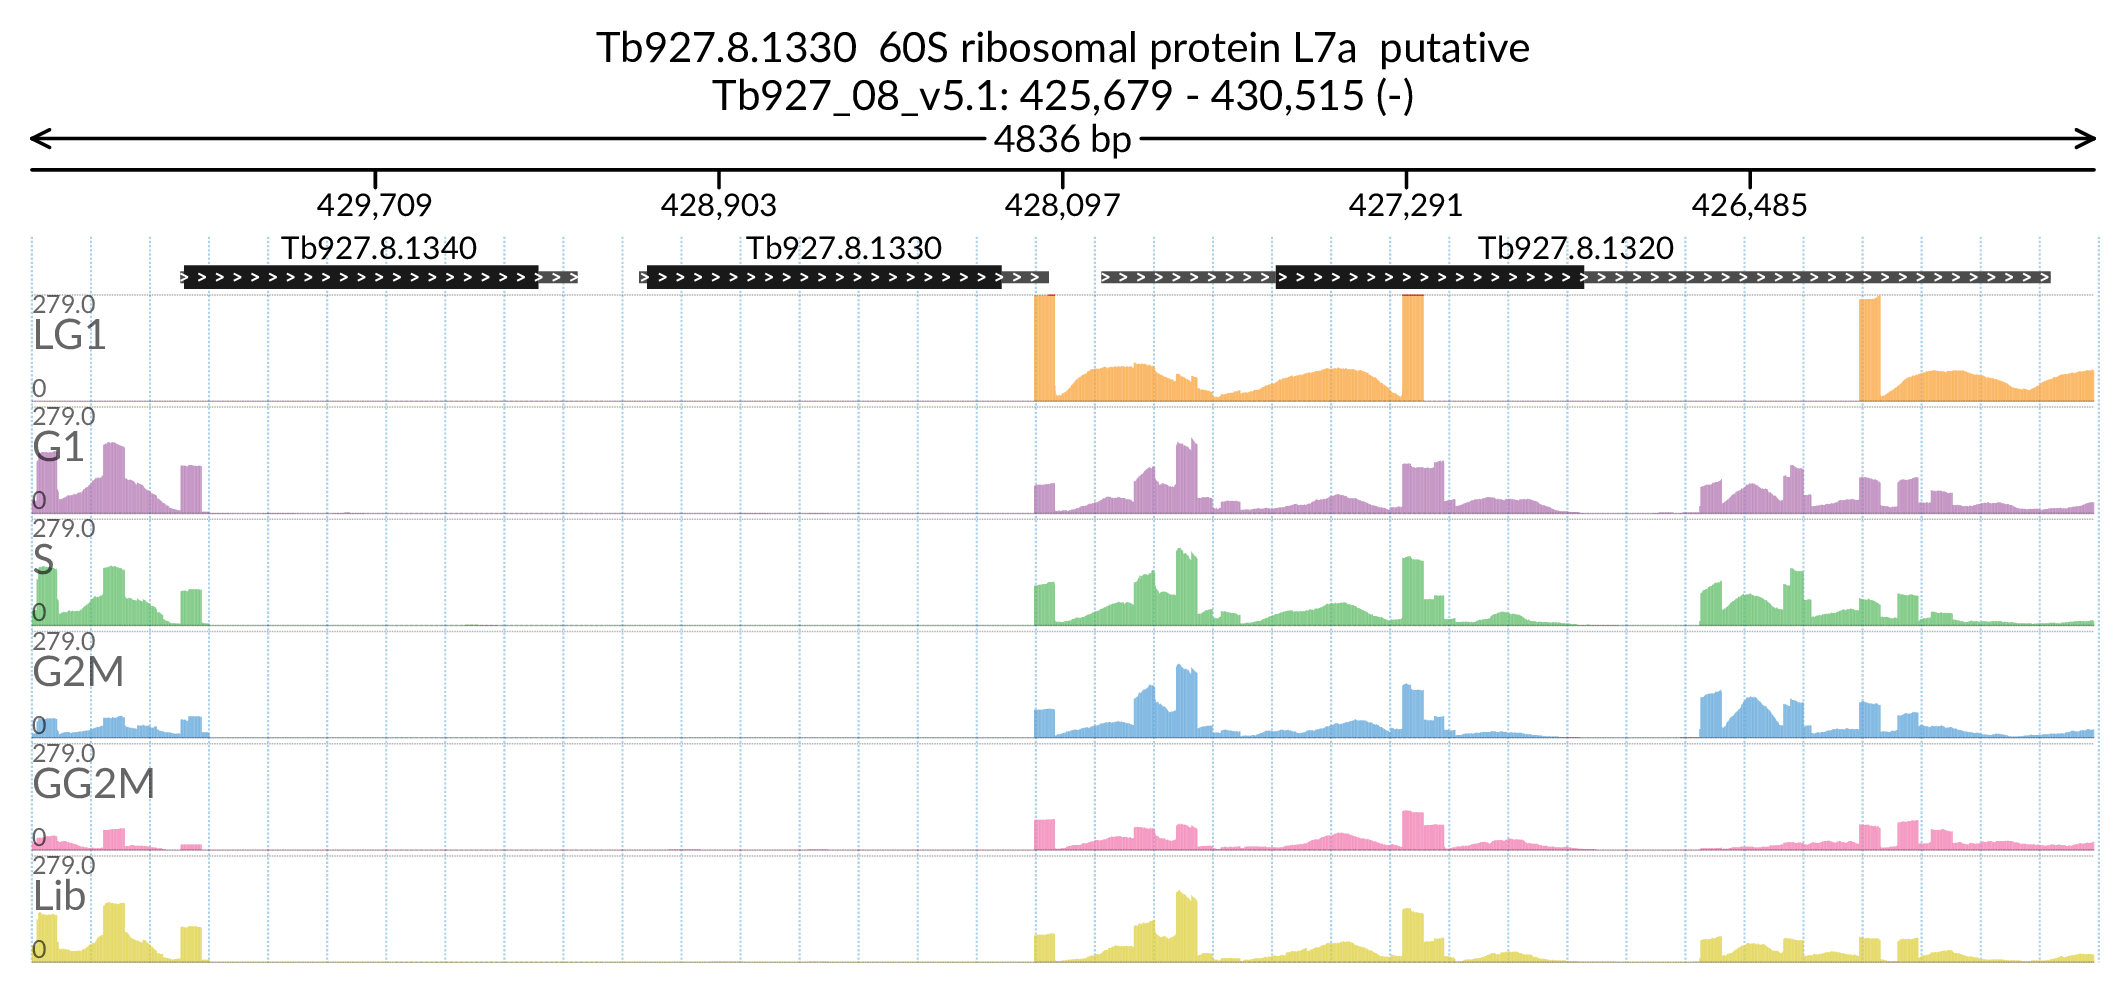 Tb927.8.1330 60S ribosomal protein L7a putative
Tb927_08_v5.1: 425,679 - 430,515 (-)
4836 bp
429,709 428,903 428,097 427,291 426,485
Tb927.8.1340 Tb927.8.1330 Tb927.8.1320
279.0
LG1
0
279.0
G1
0
279.0
S
0
279.0
G2M
0
279.0
GG2M
0
279.0
Lib
0